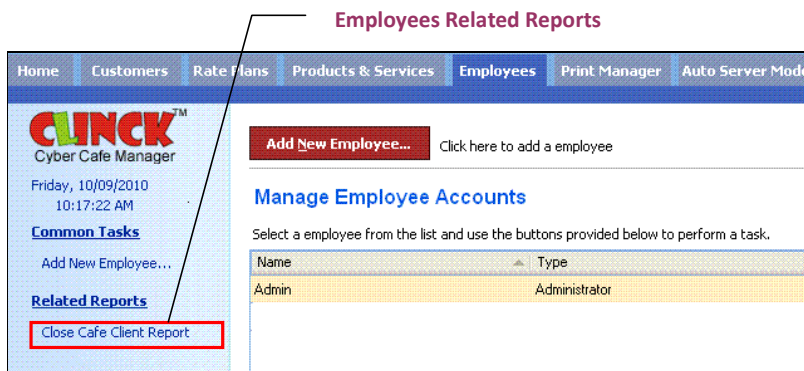 Employees Related Reports
Home Customers Rate Plans Products & Services Employees Print Manager Auto Server Mode
CLINCK TM
Cyber Cafe Manager
Friday, 10/09/2010
10:17:22 AM
Common Tasks
Add New Employee...
Related Reports
Close Cafe Client Report
Add New Employee... Click here to add a employee
Manage Employee Accounts
Select a employee from the list and use the buttons provided below to perform a task.
Name Type
Admin Administrator